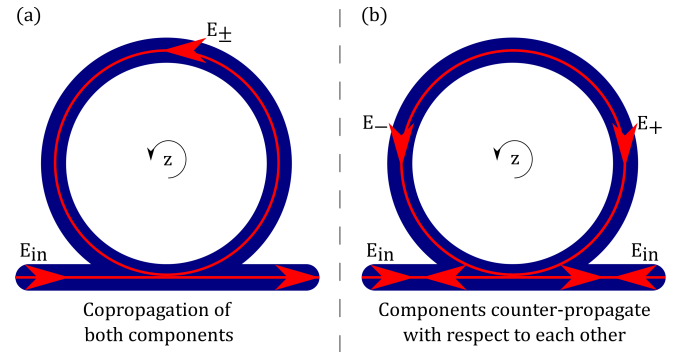 (a)
E±
z
Ein
Copropagation of
both components
(b)
E−
E+
z
Ein
Ein
Components counter-propagate
with respect to each other